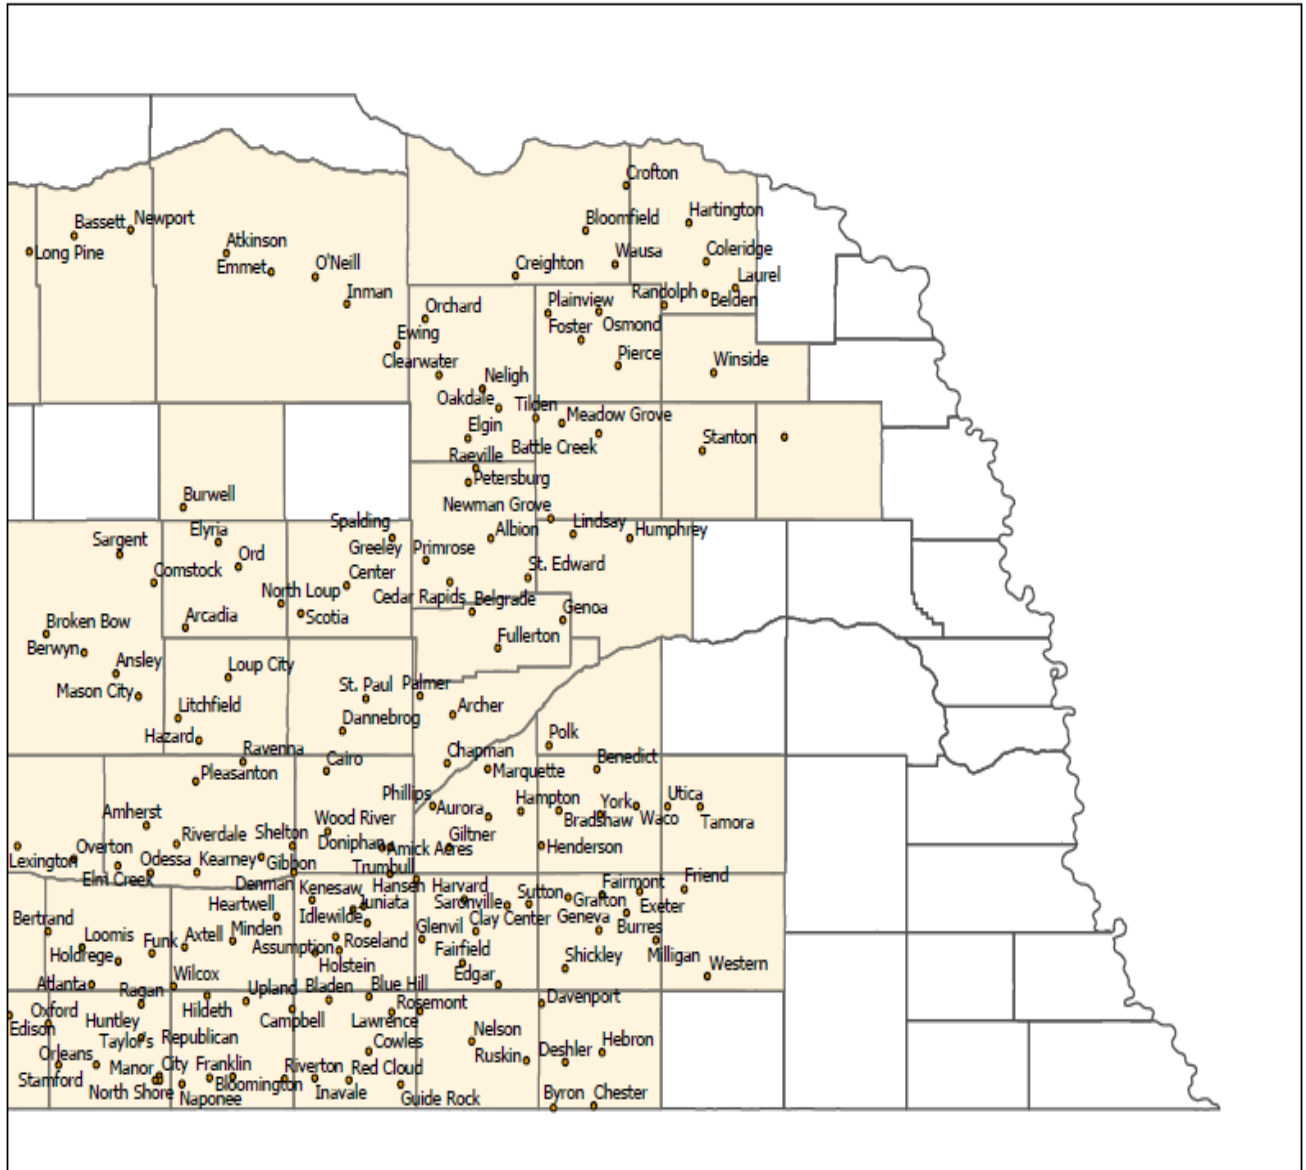 Crofton
Hartington
Bassett
Newport
Bloomfield
Atkinson
Wausa
Coleridge
Long Pine
Emmet
O'Neill
Creighton
Laurel
Inman
Orchard
Plainview
Randolph
Belden
Foster
Osmond
Ewing
Clearwater
Pierce
Winside
Neligh
Oakdale
Tilden
Meadow Grove
Elgin
Battle Creek
Stanton
Raeville
Petersburg
Burwell
Newman Grove
Spalding
Lindsay
Humphrey
Elyria
Albion
Sargent
Greeley
Center
Primrose
Ord
St. Edward
Comstock
North Loup
Cedar Rapids
Belgrade
Genoa
Arcadia
Scotia
Broken Bow
Fullerton
Berwyn
Ansley
Loup City
Mason City
St. Paul
Palmer
Litchfield
Archer
Dannebrog
Hazard
Polk
Ravenna
Cairo
Chapman
Benedict
Pleasanton
Marquette
Phillips
Aurora
Hampton
York
Utica
Amherst
Wood River
Bradshaw
Waco
Tamora
Riverdale
Shelton
Doniphan
Giltner
Overton
Amick Acres
Henderson
Lexington
Odessa
Kearney
Gibbon
Trumbull
Elm Creek
Denman
Kenesaw
Hansen
Harvard
Sutton
Fairmont
Friend
Heartwell
Juniata
Saronville
Grafton
Exeter
Bertrand
Idlewilde
Clay Center
Geneva
Loomis
Funk
Axtell
Minden
Assumption
Roseland
Glenvil
Burres
Holdrege
Holstein
Fairfield
Shickley
Milligan
Western
Atlanta
Wilcox
Edgar
Ragan
Upland
Bladen
Blue Hill
Davenport
Oxford
Hildeth
Rosemont
Edison
Huntley
Campbell
Lawrence
Taylor's
Manor
Republican
City
Cowles
Nelson
Hebron
Orleans
Ruskin
Deshler
Stamford
Franklin
Riverton
Red Cloud
North Shore
Naponee
Bloomington
Inavale
Guide Rock
Byron
Chester